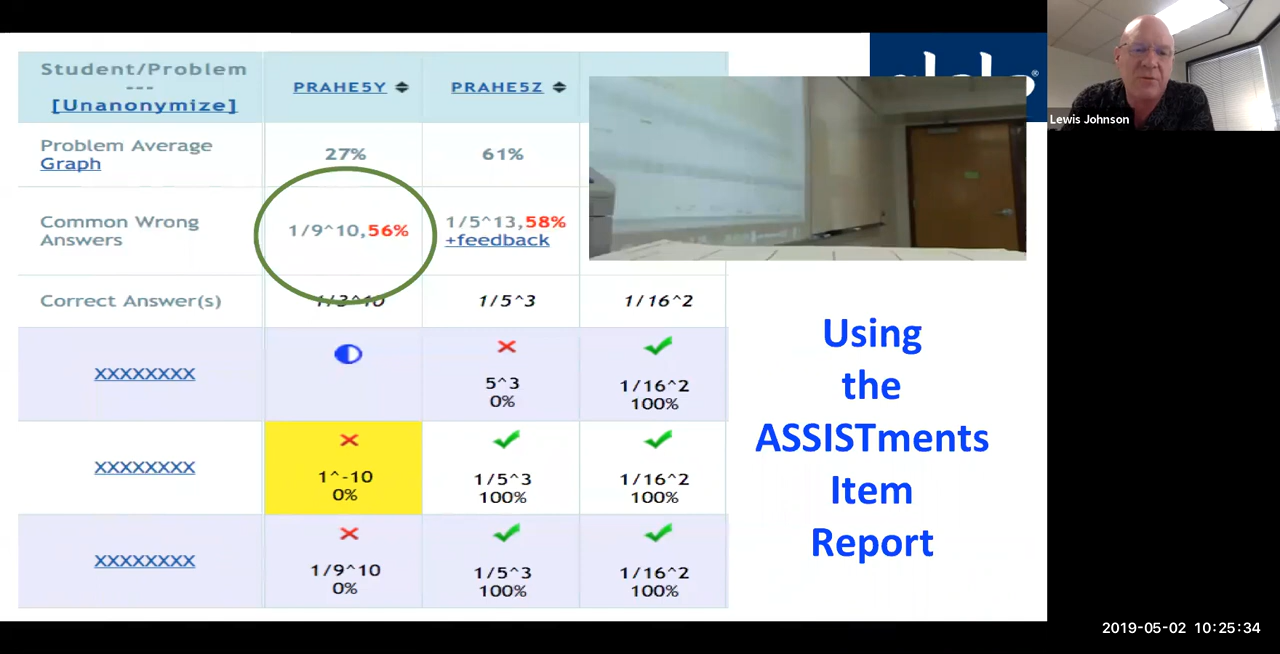 Student/Problem
---
[Unanonymize]
PRAHE5Y
PRAHE5Z
Problem Average
Graph
27%
61%
Common Wrong
Answers
1/9^10,56%
1/5^13,58%
+feedback
Correct Answer(s)
1/3^10
1/5^3
1/16^2
XXXXXXXX
5^3
0%
1/16^2
100%
XXXXXXXX
1^-10
0%
1/5^3
100%
1/16^2
100%
XXXXXXXX
1/9^10
0%
1/5^3
100%
1/16^2
100%
Using
the
ASSISTments
Item
Report
Lewis Johnson
2019-05-02 10:25:34